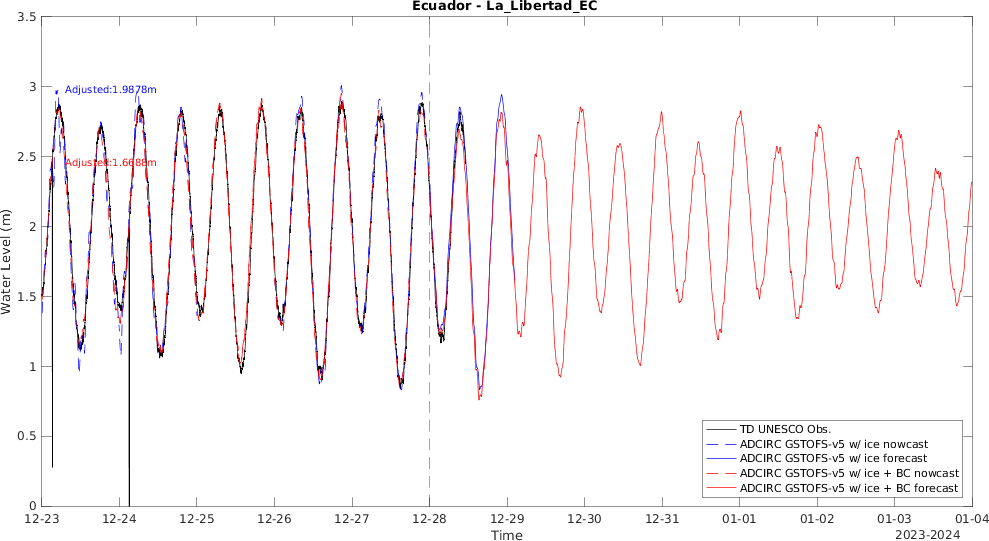 Ecuador - La_Libertad_EC
3.5
3
2.5
2
1.5
1
0.5
0
Water Level (m)
Adjusted:1.9878m
Adjusted:1.6688m
TD UNESCO Obs.
ADCIRC GSTOFS-v5 w/ ice nowcast
ADCIRC GSTOFS-v5 w/ ice forecast
ADCIRC GSTOFS-v5 w/ ice + BC nowcast
ADCIRC GSTOFS-v5 w/ ice + BC forecast
12-23 12-24 12-25 12-26 12-27 12-28 12-29 12-30 12-31 01-01 01-02 01-03 01-04
Time
2023-2024